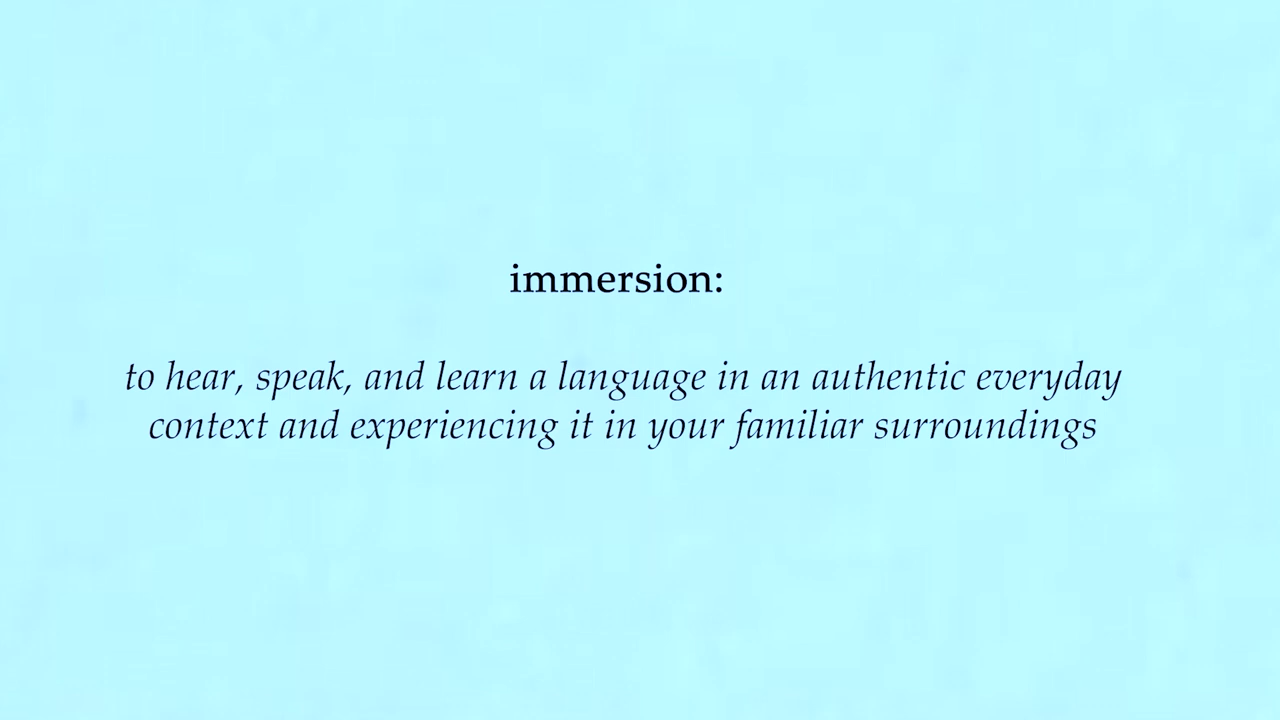 immersion:
to hear, speak, and learn a language in an authentic everyday
context and experiencing it in your familiar surroundings